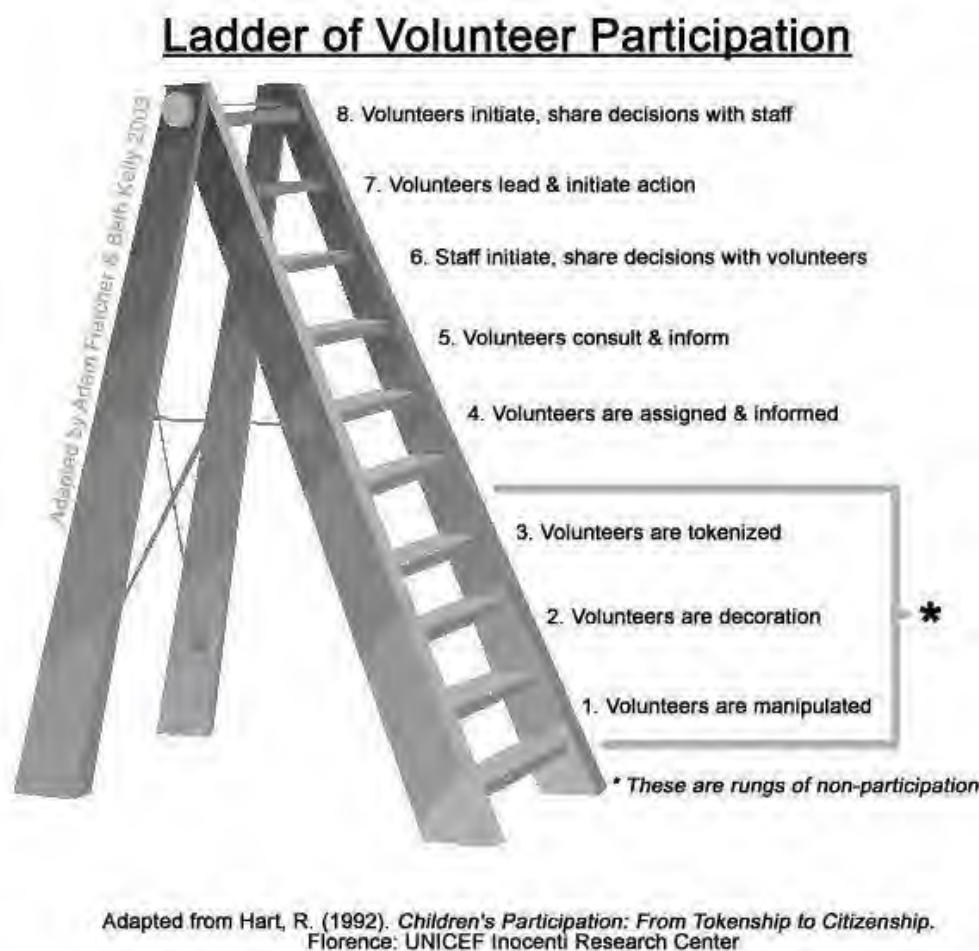 Ladder of Volunteer Participation
8. Volunteers initiate, share decisions with staff
7. Volunteers lead & initiate action
6. Staff initiate, share decisions with volunteers
5. Volunteers consult & inform
4. Volunteers are assigned & informed
3. Volunteers are tokenized
2. Volunteers are decoration
*
1. Volunteers are manipulated
* These are rungs of non-participation
Adapted by Adam Fletcher & Beth Kelly 2003
Adapted from Hart, R. (1992). Children's Participation: From Tokenship to Citizenship.
Florence: UNICEF Inocenti Research Center